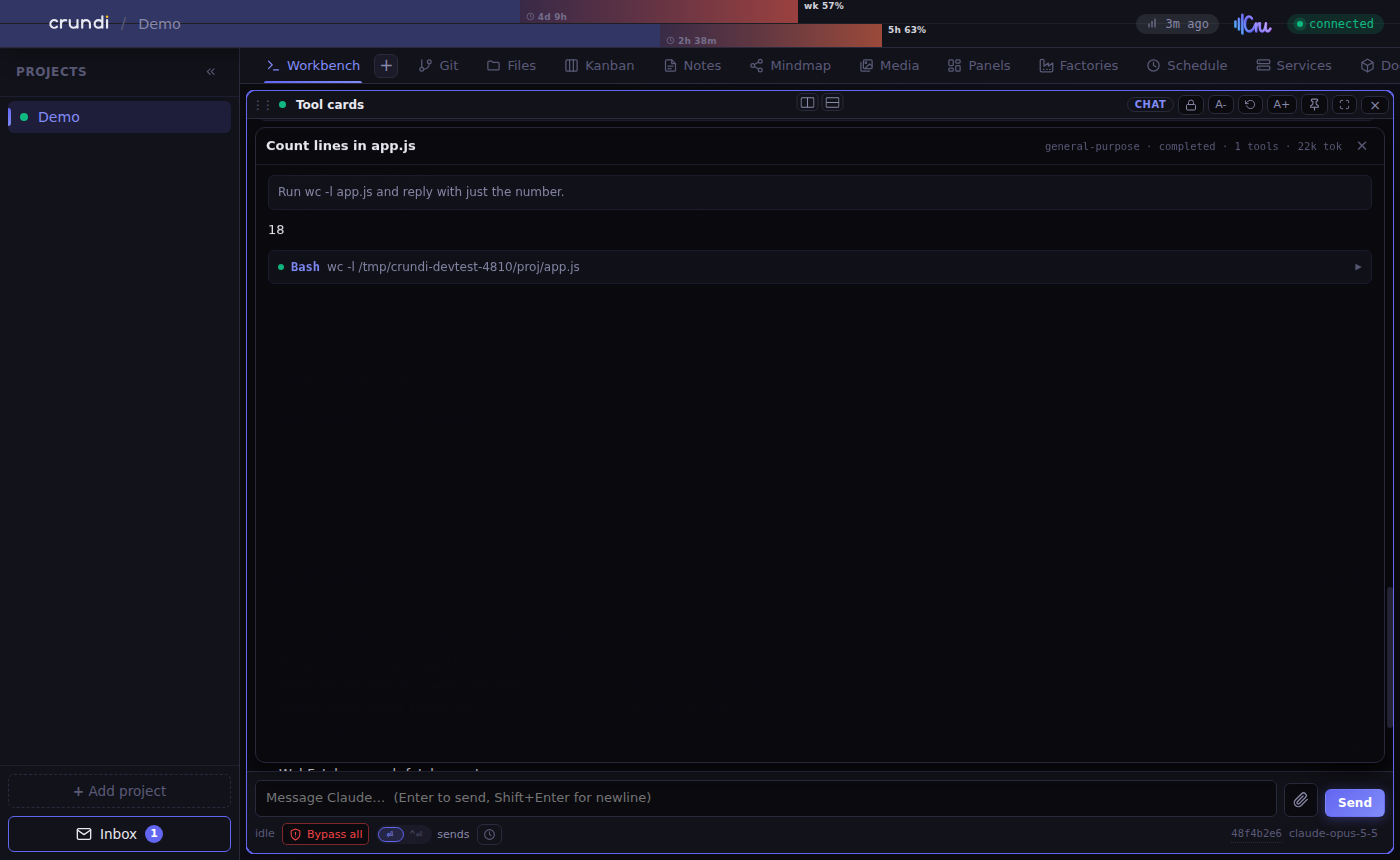 crundi / Demo
wk 57%
4d 9h
5h 63%
2h 38m
3m ago
Cru
connected
PROJECTS
Demo
+ Add project
Inbox 1
Workbench
+
Git
Files
Kanban
Notes
Mindmap
Media
Panels
Factories
Schedule
Services
Do
Tool cards
CHAT
A-
A+
Count lines in app.js
general-purpose · completed · 1 tools · 22k tok
Run wc -l app.js and reply with just the number.
18
Bash wc -l /tmp/crundi-devtest-4810/proj/app.js
Message Claude… (Enter to send, Shift+Enter for newline)
Send
idle
Bypass all
sends
48f4b2e6 claude-opus-5-5